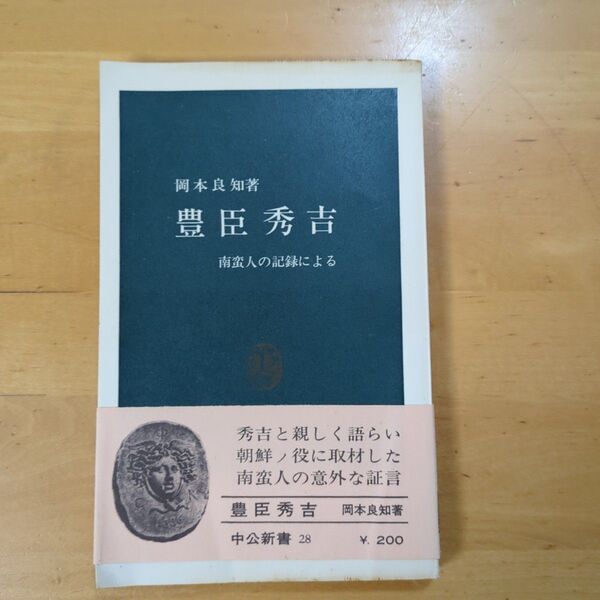 岡本良知著
豊臣秀吉
南蛮人の記録による
秀吉と親しく語らい
朝鮮ノ役に取材した
南蛮人の意外な証言
豊臣秀吉 岡本良知著
中公新書 28 ¥. 200